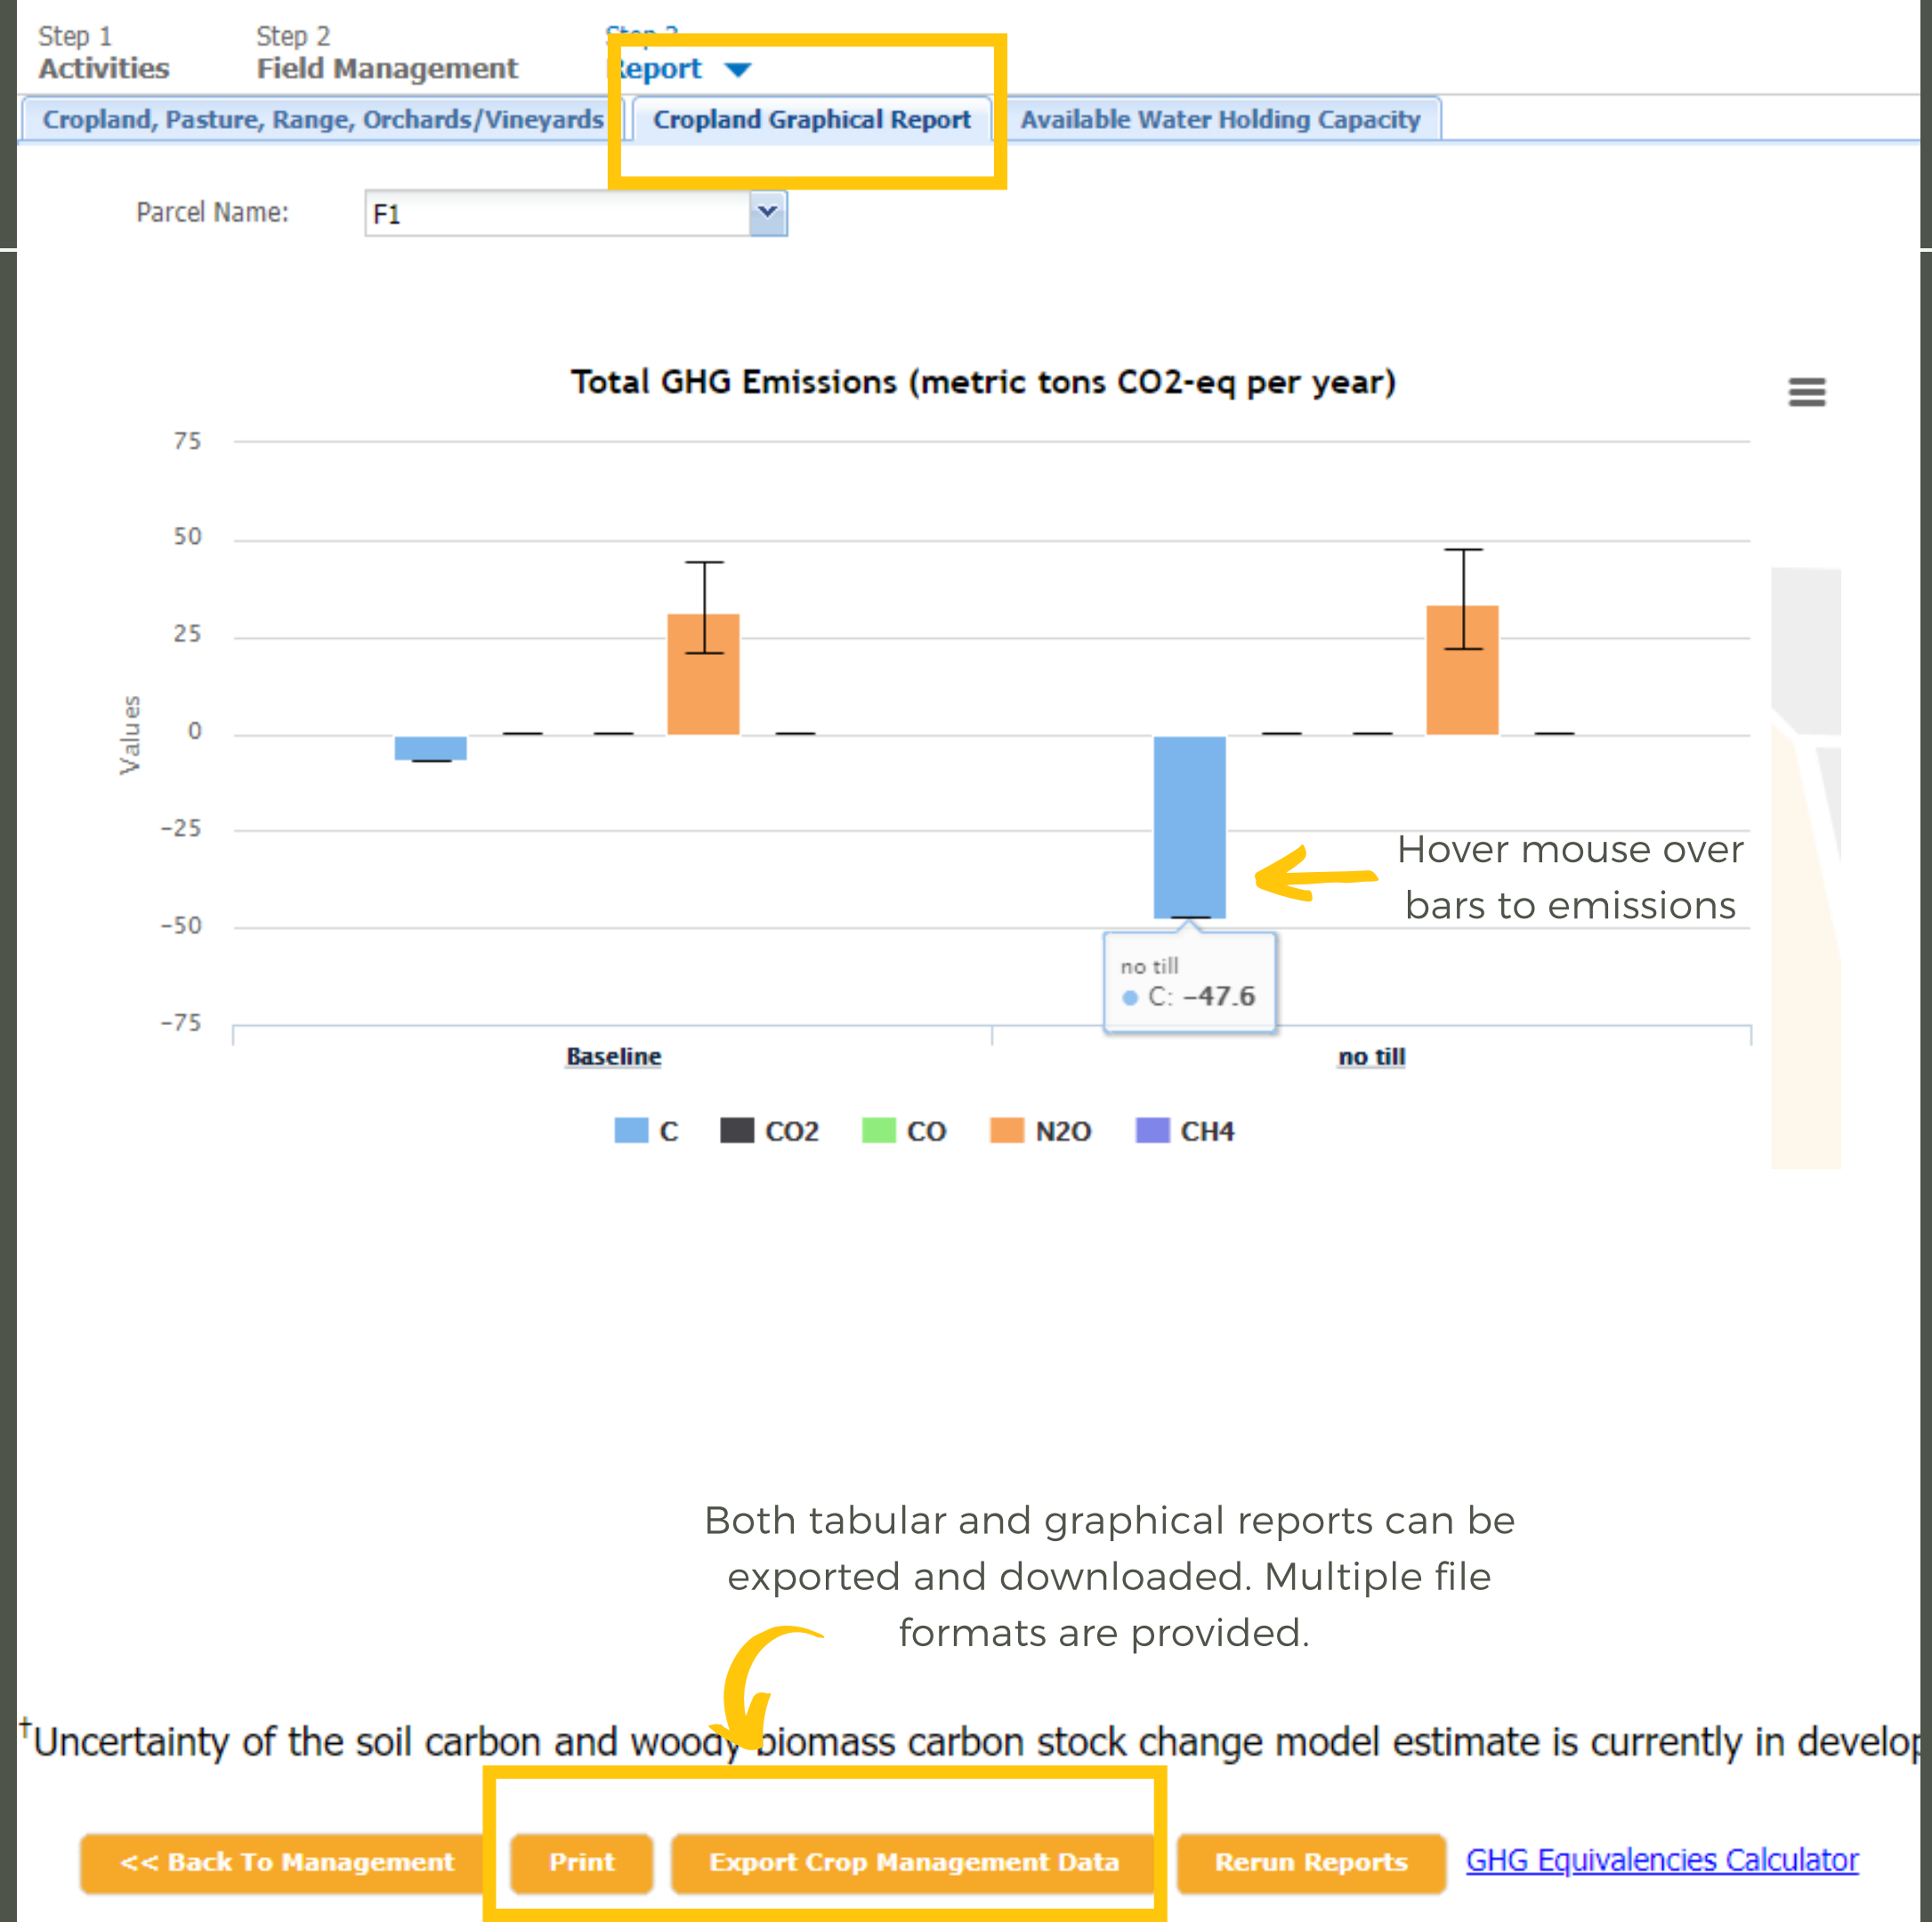 Step 1
Activities
Step 2
Field Management
Step 3
Report
Cropland, Pasture, Range, Orchards/Vineyards
Cropland Graphical Report
Available Water Holding Capacity
Parcel Name:
F1
Total GHG Emissions (metric tons CO2-eq per year)
75
50
25
0
−25
−50
−75
Values
Hover mouse over
bars to emissions
no till
C: −47.6
Baseline
no till
C
CO2
CO
N2O
CH4
Both tabular and graphical reports can be
exported and downloaded. Multiple file
formats are provided.
†Uncertainty of the soil carbon and woody biomass carbon stock change model estimate is currently in
<< Back To Management
Print
Export Crop Management Data
Rerun Reports
GHG Equivalencies Calculator